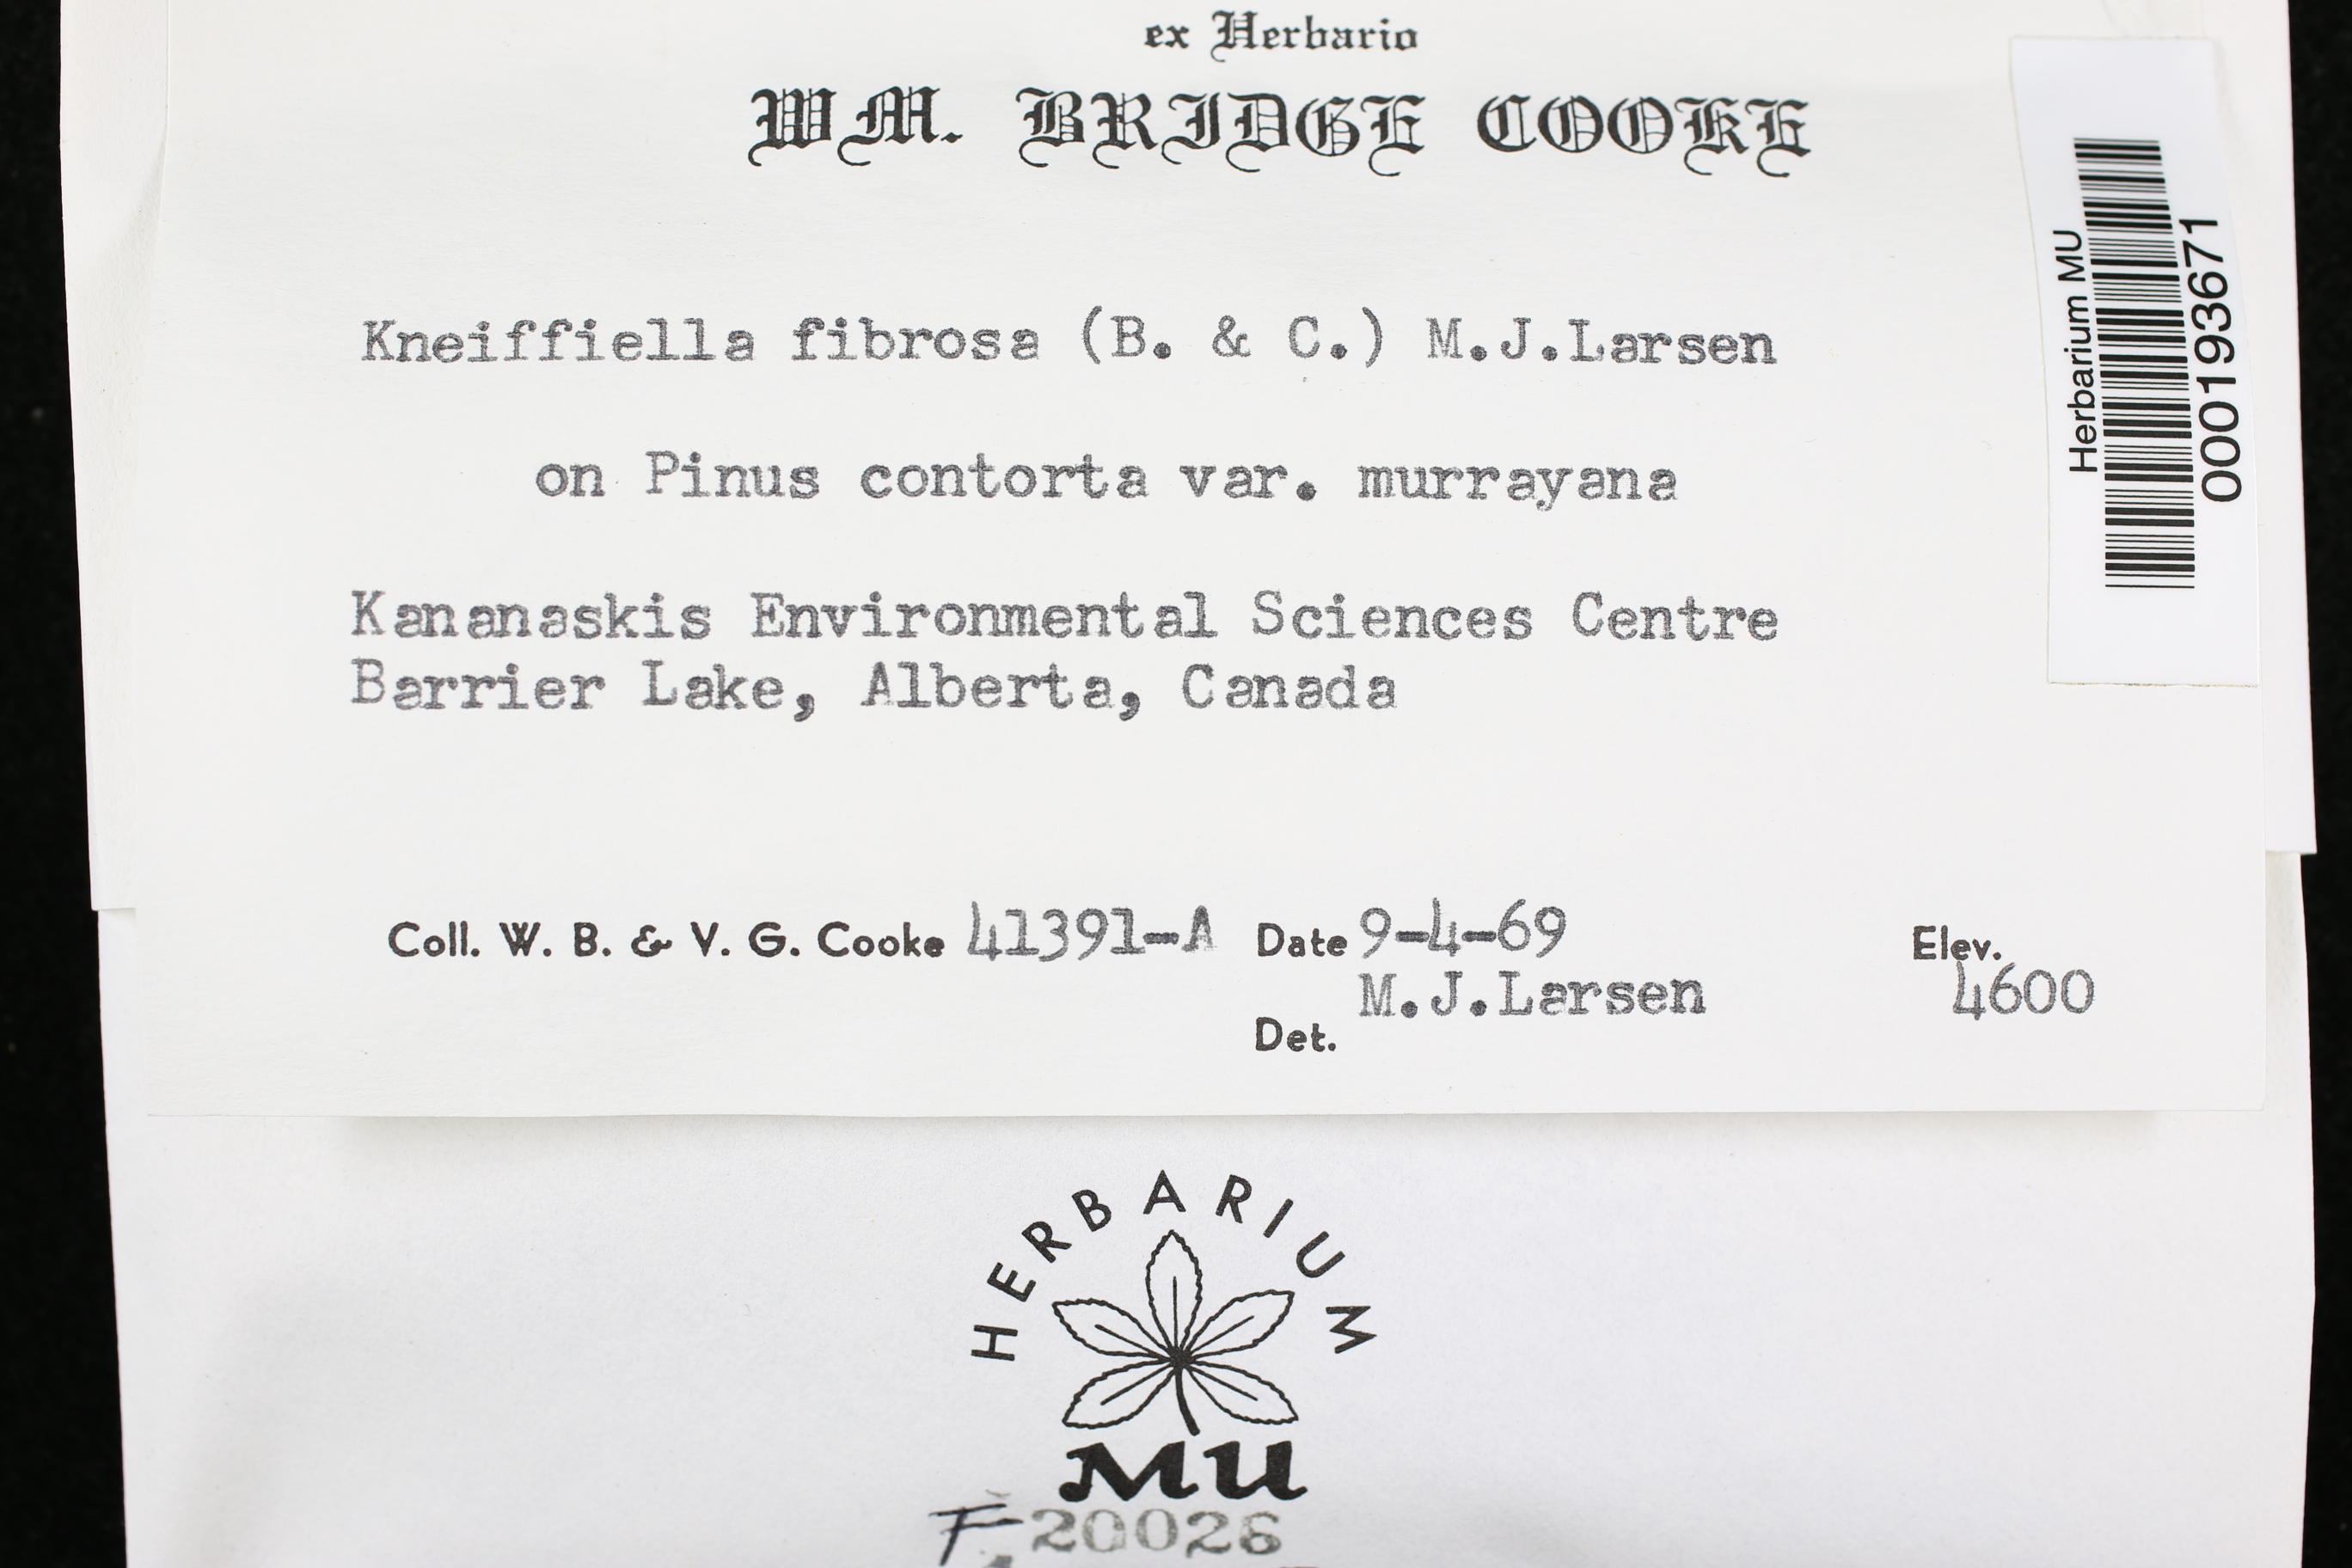 ex Herbario
WM. BRIDGE COOKE
Kneiffiella fibrosa (B. & C.) M.J.Larsen
on Pinus contorta var. murrayana
Kananaskis Environmental Sciences Centre
Barrier Lake, Alberta, Canada
Coll. W. B. & V. G. Cooke 41391-A Date 9-4-69 Elev.
M.J.Larsen 4600
Det.
Herbarium MU
000193671
HERBARIUM
MU
F 20026